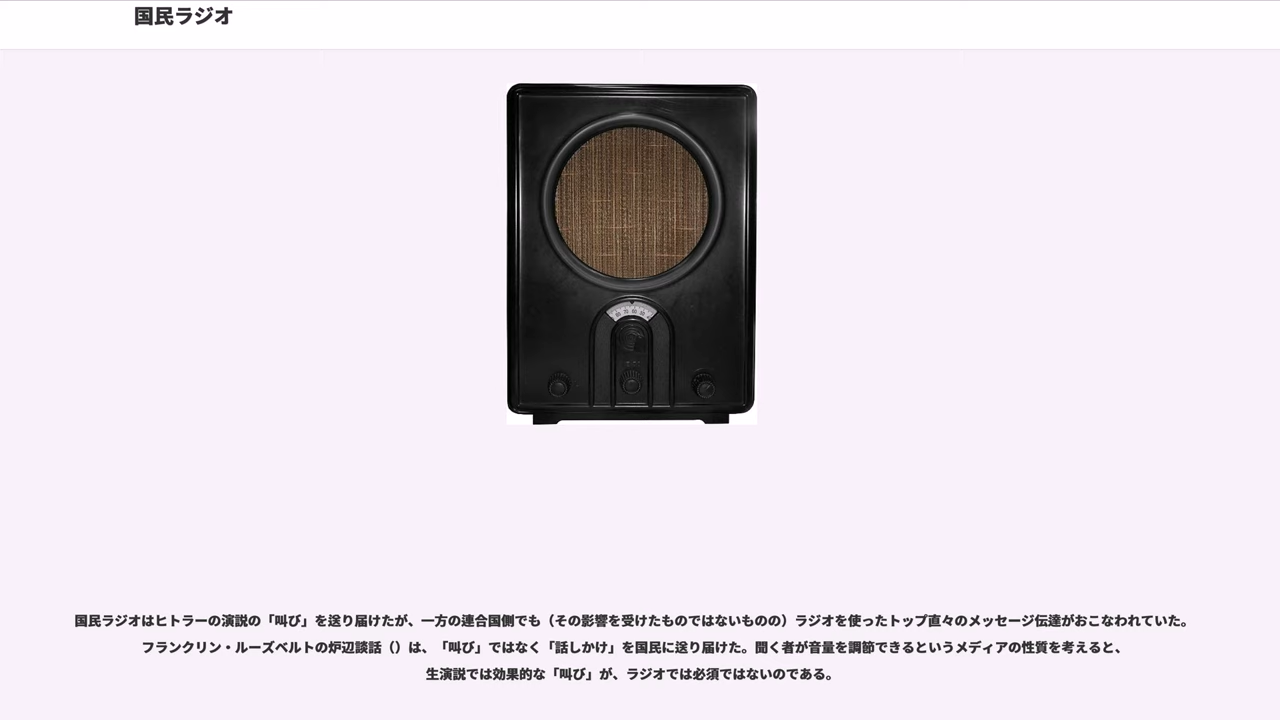 国民ラジオ
国民ラジオはヒトラーの演説の「叫び」を送り届けたが、一方の連合国側でも（その影響を受けたものではないものの）ラジオを使ったトップ直々のメッセージ伝達がおこなわれていた。
フランクリン・ルーズベルトの炉辺談話（）は、「叫び」ではなく「話しかけ」を国民に送り届けた。聞く者が音量を調節できるというメディアの性質を考えると、
生演説では効果的な「叫び」が、ラジオでは必須ではないのである。